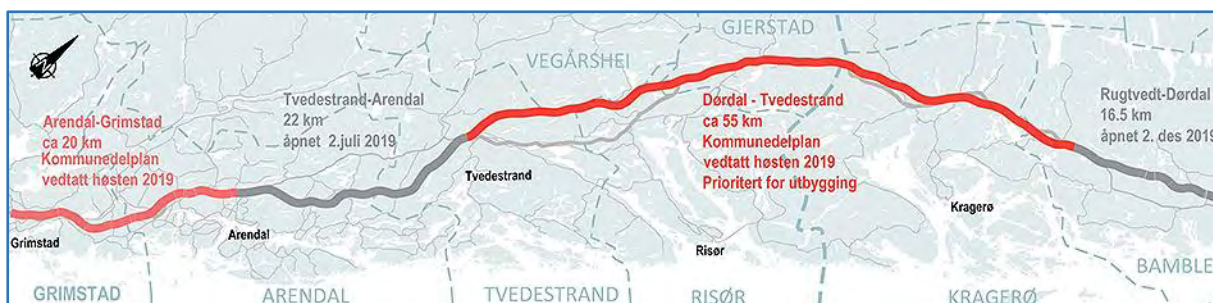 GJERSTAD
VEGÅRSHEI
Tvedestrand-Arendal
22 km
åpnet 2.juli 2019
Arendal-Grimstad
ca 20 km
Kommunedelplan
vedtatt høsten 2019
Dørdal - Tvedestrand
ca 55 km
Kommunedelplan
vedtatt høsten 2019
Prioritert for utbygging
Rugtvedt-Dørdal
16.5 km
åpnet 2. des 2019
Tvedestrand
Kragerø
Grimstad
Arendal
Risør
BAMBLE
GRIMSTAD
ARENDAL
TVEDESTRAND
RISØR
KRAGERØ